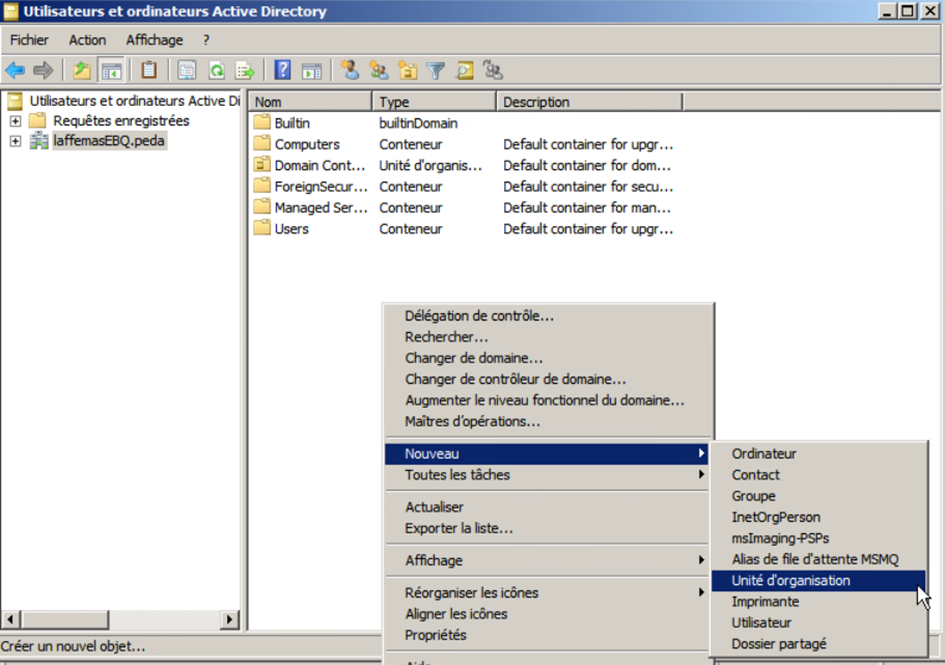 Utilisateurs et ordinateurs Active Directory
Fichier Action Affichage ?
Utilisateurs et ordinateurs Active Di
Requêtes enregistrées
laffemasEBQ.peda
Nom Type Description
Builtin builtinDomain
Computers Conteneur Default container for upgr...
Domain Cont... Unité d'organis... Default container for dom...
ForeignSecur... Conteneur Default container for secu...
Managed Ser... Conteneur Default container for man...
Users Conteneur Default container for upgr...
Délégation de contrôle...
Rechercher...
Changer de domaine...
Changer de contrôleur de domaine...
Augmenter le niveau fonctionnel du domaine...
Maîtres d'opérations...
Nouveau
Toutes les tâches
Actualiser
Exporter la liste...
Affichage
Réorganiser les icônes
Aligner les icônes
Propriétés
Ordinateur
Contact
Groupe
InetOrgPerson
msImaging-PSPs
Alias de file d'attente MSMQ
Unité d'organisation
Imprimante
Utilisateur
Dossier partagé
Créer un nouvel objet...